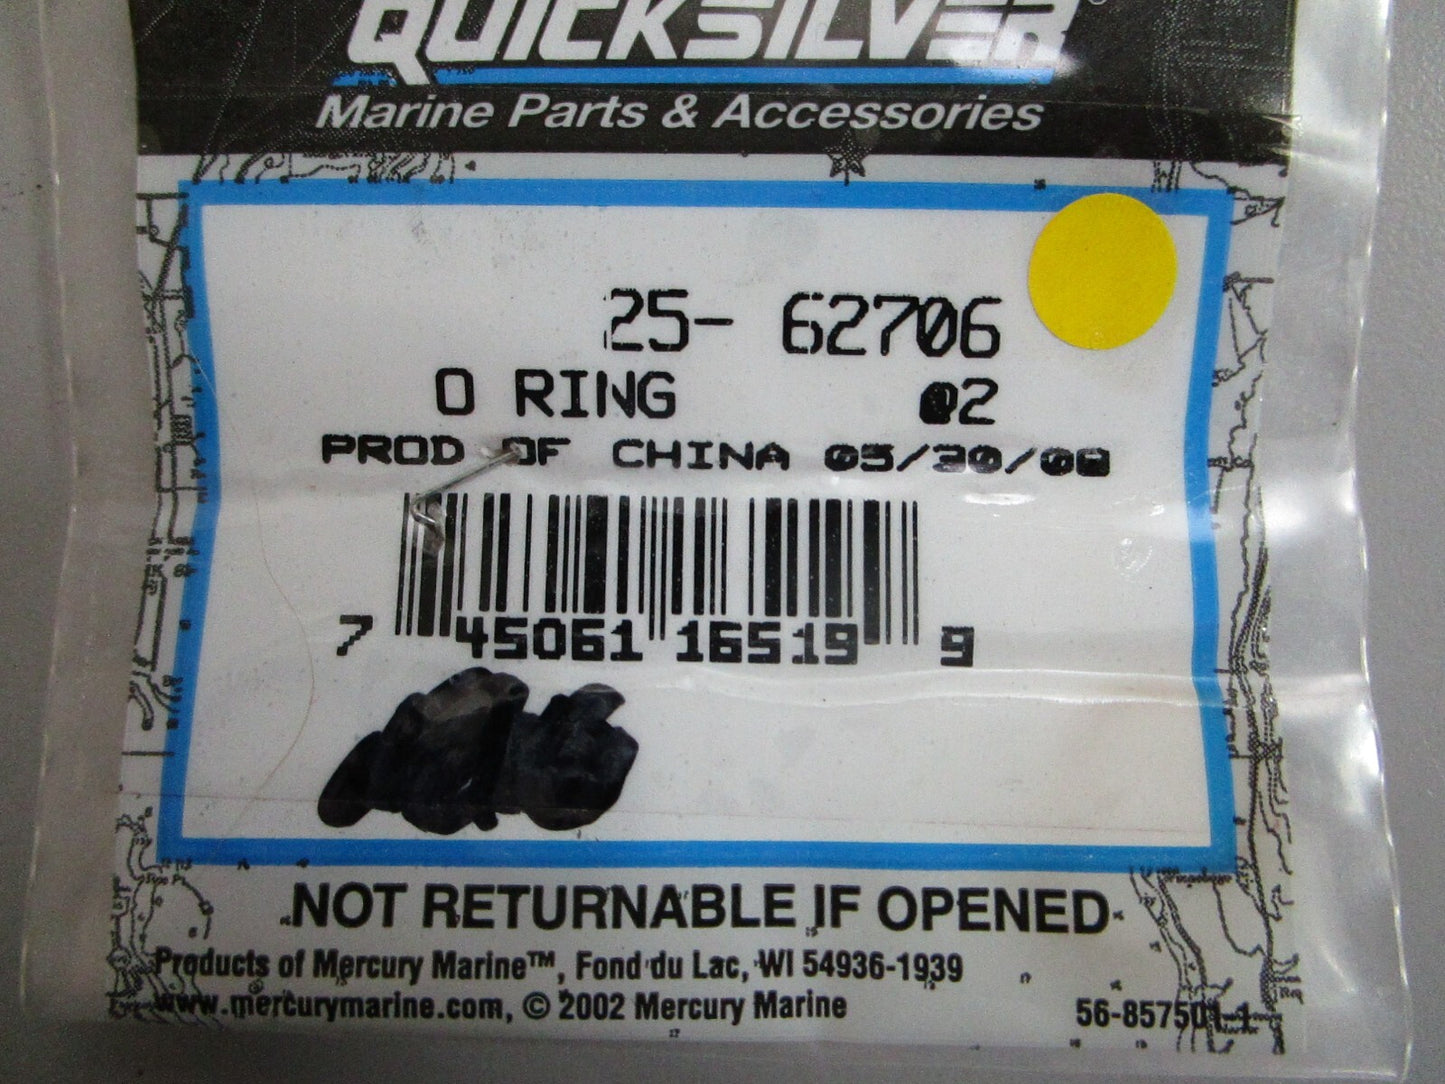 QUICKSILVER®
Marine Parts & Accessories
25- 62706
O RING @2
PROD OF CHINA 05/30/08
7 45061 16519 9
NOT RETURNABLE IF OPENED
Products of Mercury Marine™, Fond du Lac, WI 54936-1939
www.mercurymarine.com, © 2002 Mercury Marine
56-857501-1